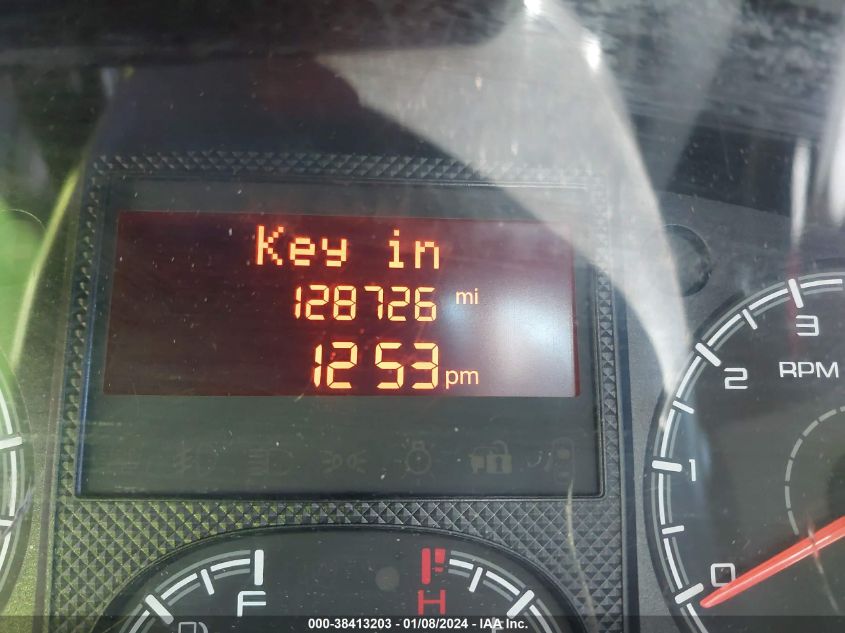 Key in
128726 mi
12 53 pm
3
2
RPM
1
0
F
H
000-38413203 - 01/08/2024 - IAA Inc.